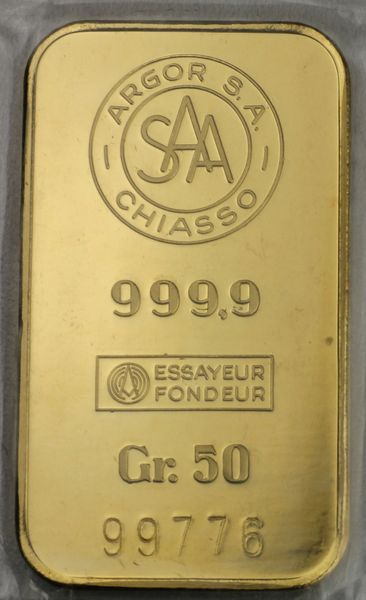 ARGOR S.A.
SAA
CHIASSO
999,9
ESSAYEUR
FONDEUR
Gr. 50
99776